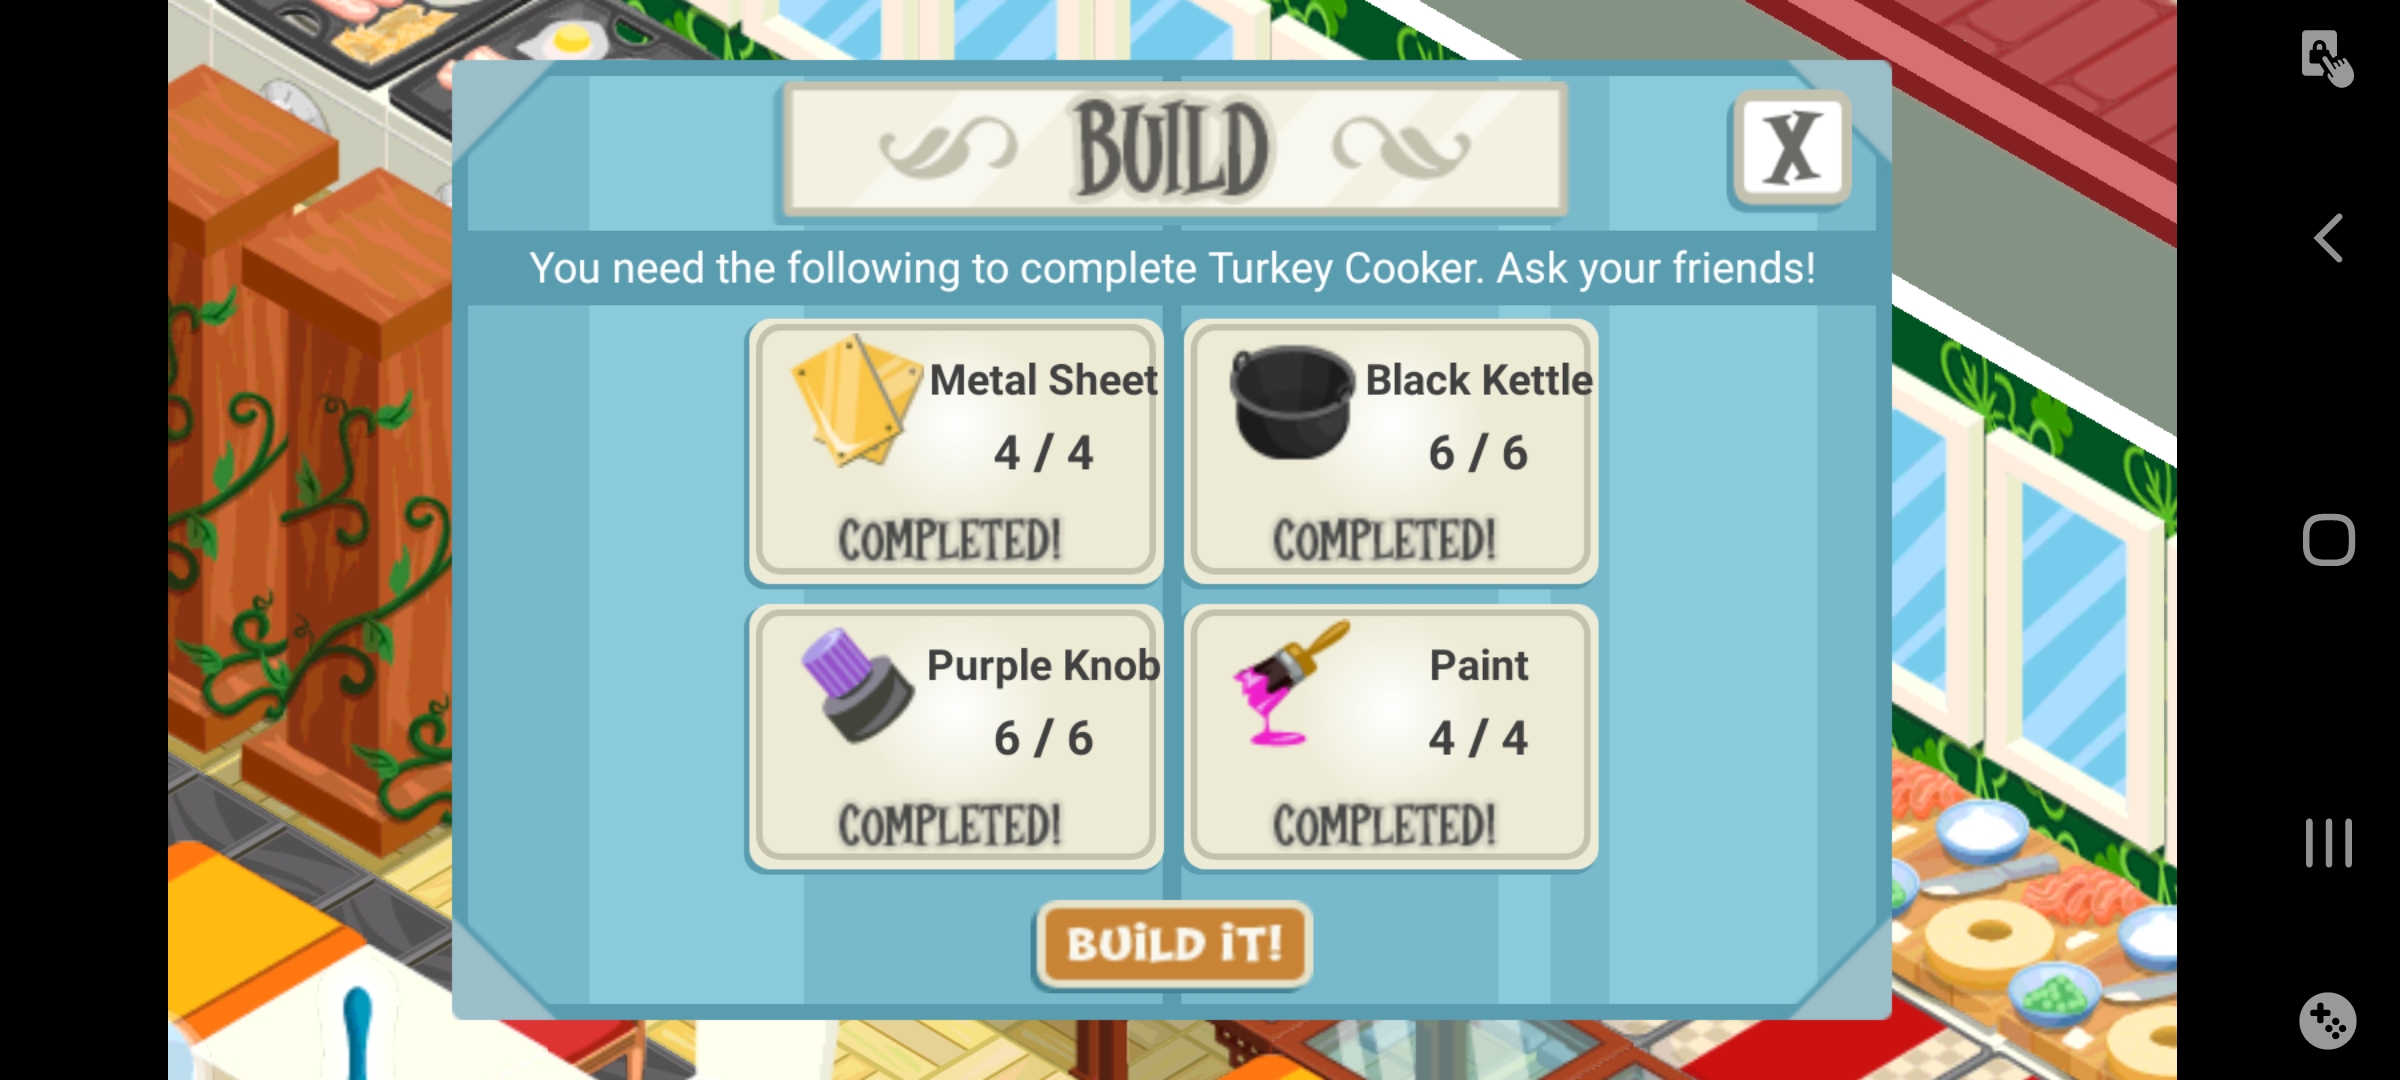 BUILD
X
You need the following to complete Turkey Cooker. Ask your friends!
Metal Sheet
4 / 4
COMPLETED!
Black Kettle
6 / 6
COMPLETED!
Purple Knob
6 / 6
COMPLETED!
Paint
4 / 4
COMPLETED!
BUiLD iT!